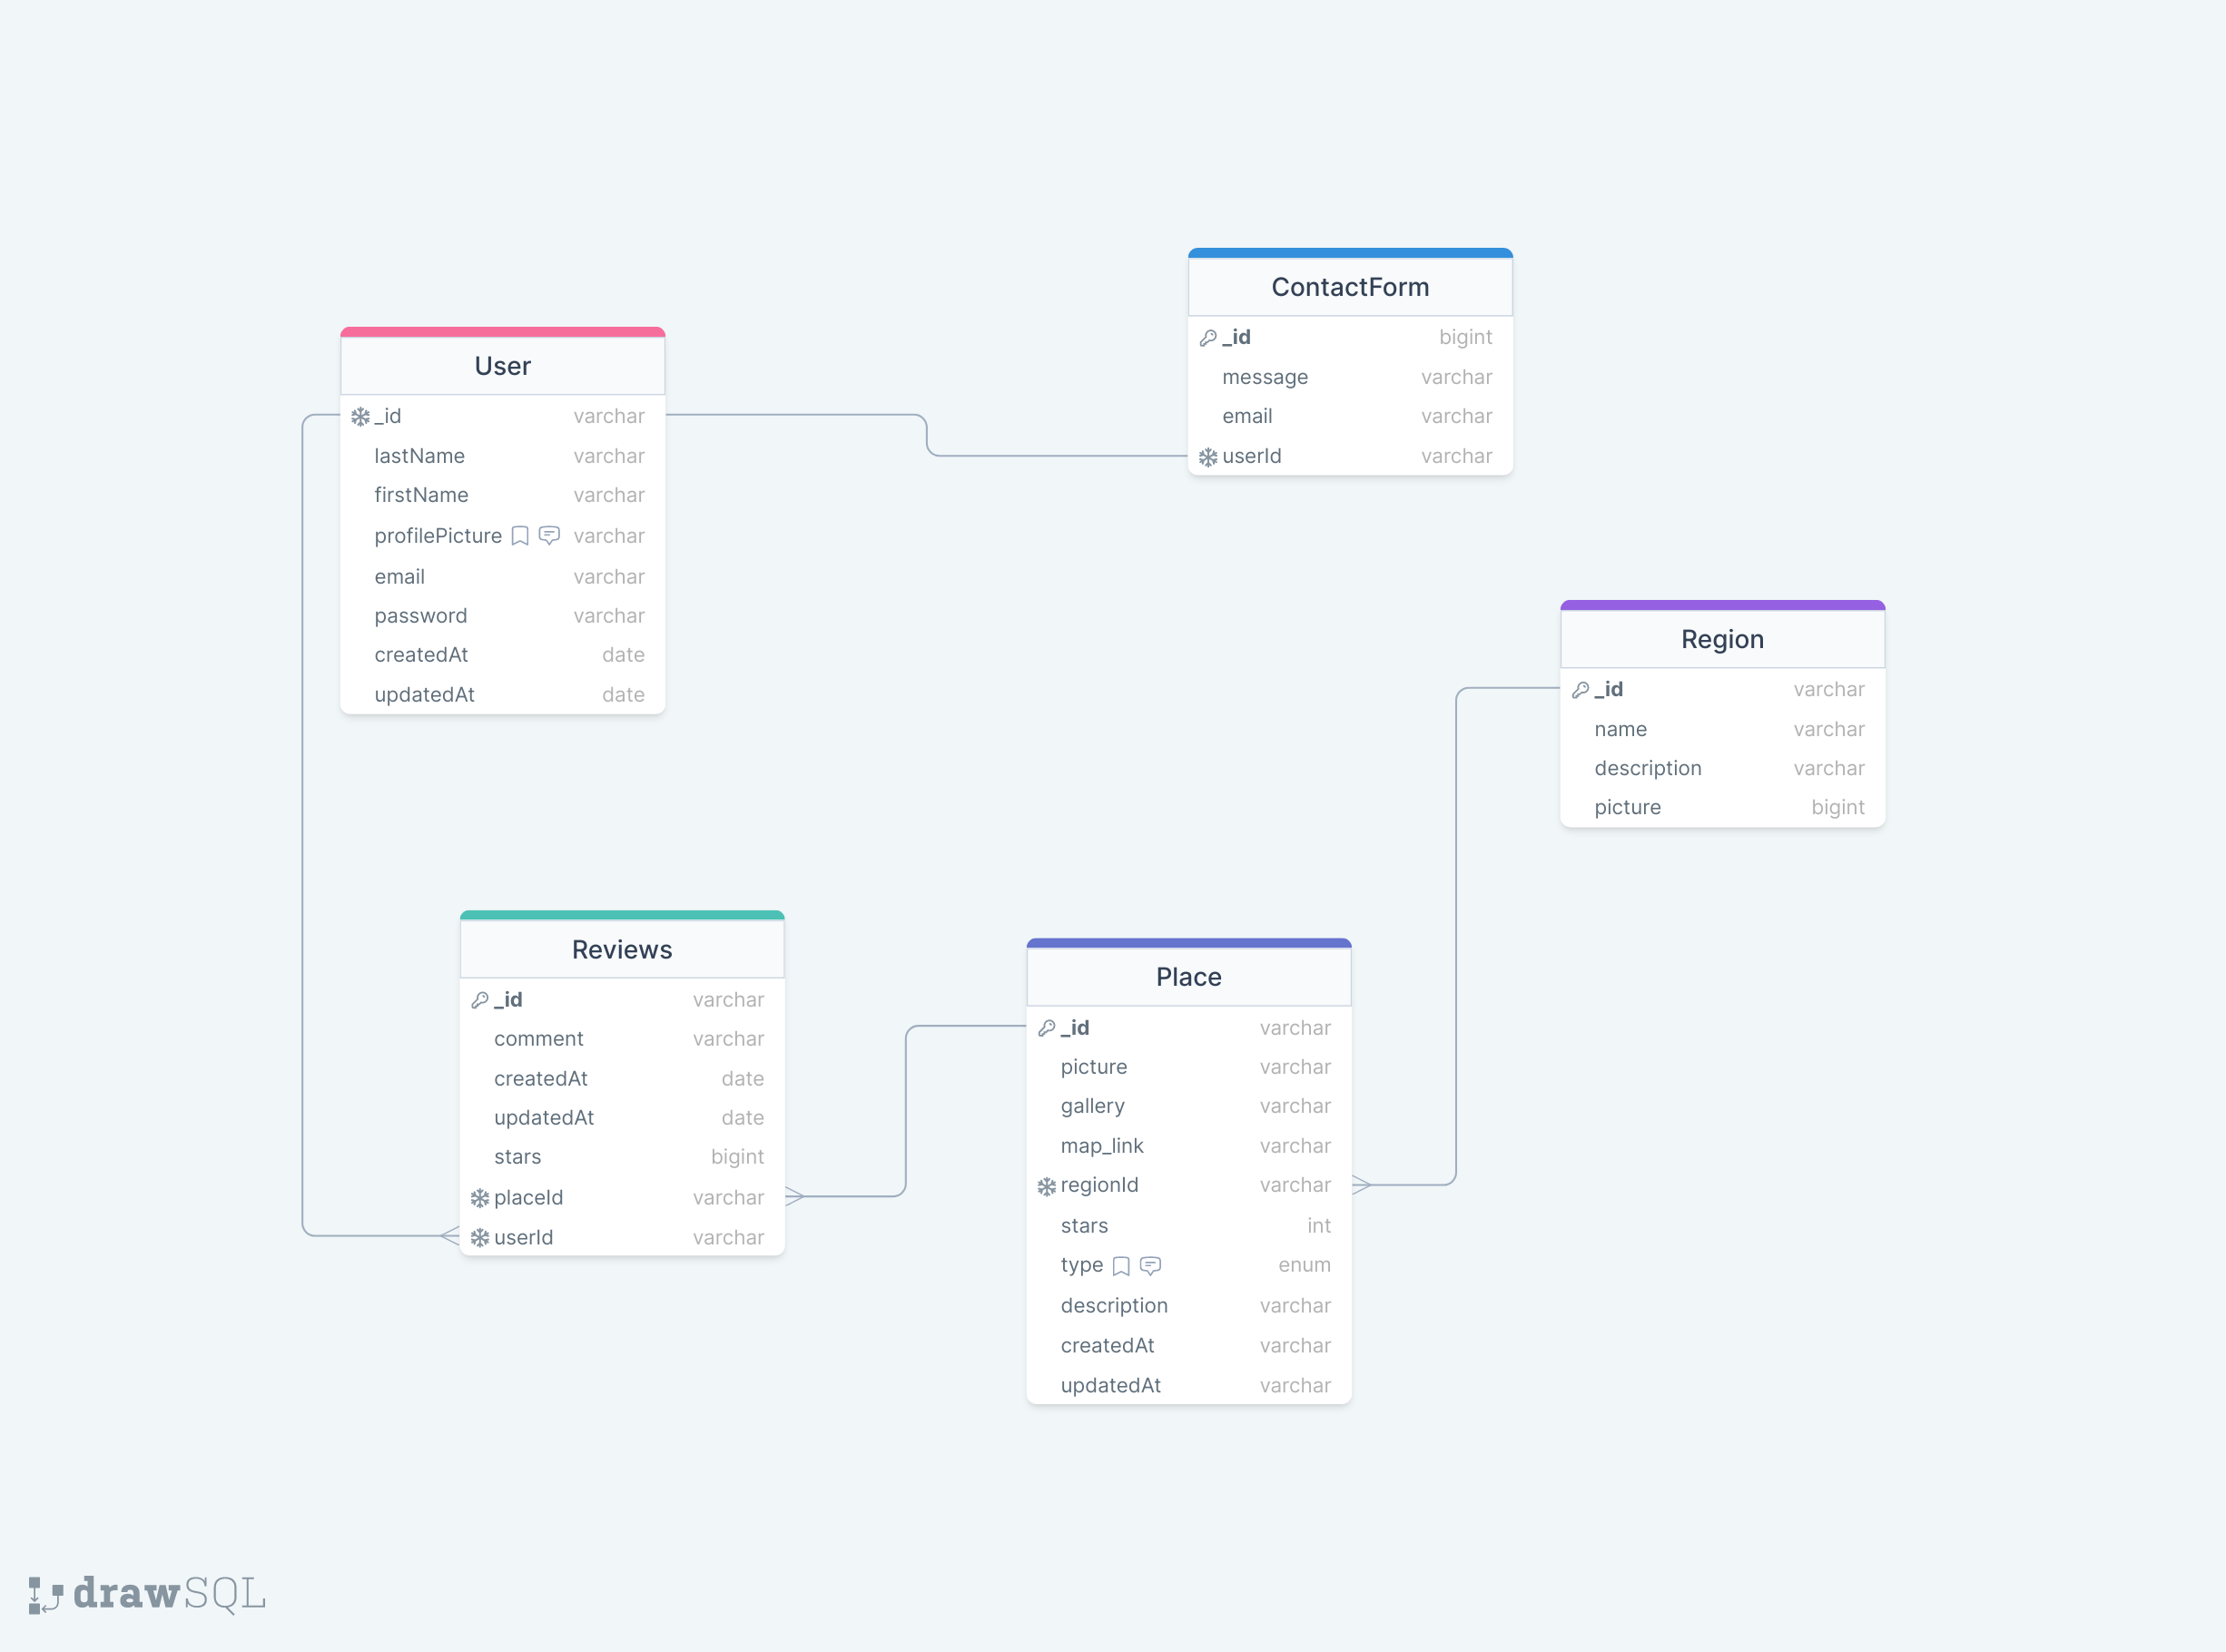 User
_id varchar
lastName varchar
firstName varchar
profilePicture varchar
email varchar
password varchar
createdAt date
updatedAt date
ContactForm
_id bigint
message varchar
email varchar
userId varchar
Region
_id varchar
name varchar
description varchar
picture bigint
Reviews
_id varchar
comment varchar
createdAt date
updatedAt date
stars bigint
placeId varchar
userId varchar
Place
_id varchar
picture varchar
gallery varchar
map_link varchar
regionId varchar
stars int
type enum
description varchar
createdAt varchar
updatedAt varchar
drawSQL